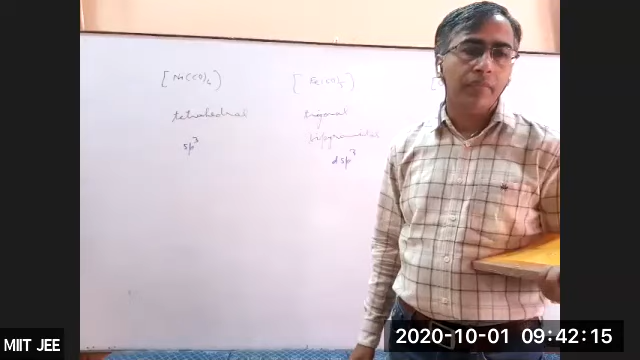 [Ni(CO)4] [Fe(CO)5] [
tetrahedral trigonal
bipyramidal
sp3 dsp3
MIIT JEE
2020-10-01 09:42:15